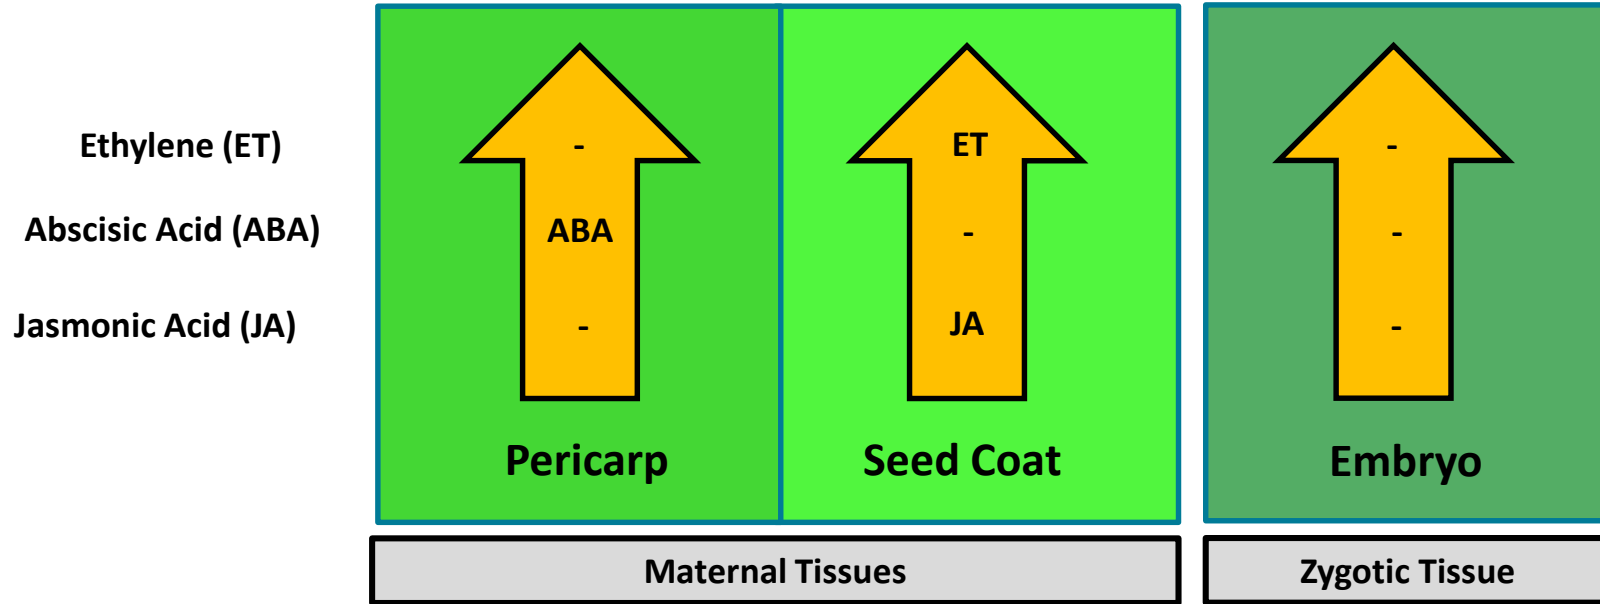 Ethylene (ET)
-
ET
-
Abscisic Acid (ABA)
ABA
-
-
Jasmonic Acid (JA)
-
JA
-
Pericarp
Seed Coat
Embryo
Maternal Tissues
Zygotic Tissue